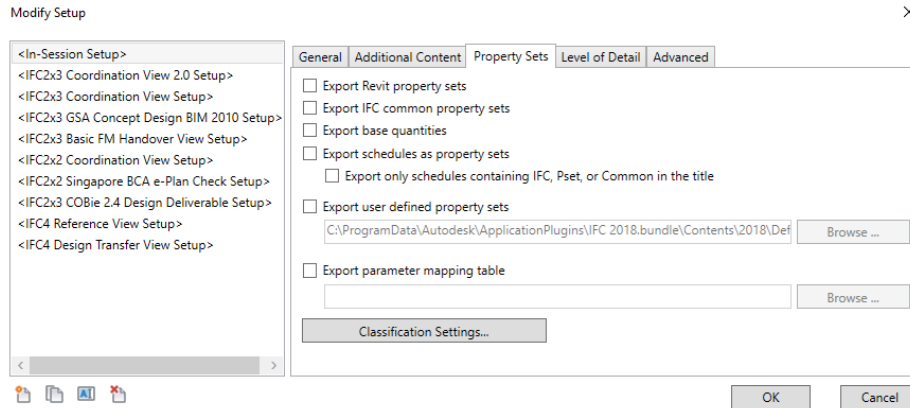 Modify Setup
<In-Session Setup>
<IFC2x3 Coordination View 2.0 Setup>
<IFC2x3 Coordination View Setup>
<IFC2x3 GSA Concept Design BIM 2010 Setup>
<IFC2x3 Basic FM Handover View Setup>
<IFC2x2 Coordination View Setup>
<IFC2x2 Singapore BCA e-Plan Check Setup>
<IFC2x3 COBie 2.4 Design Deliverable Setup>
<IFC4 Reference View Setup>
<IFC4 Design Transfer View Setup>
General Additional Content Property Sets Level of Detail Advanced
Export Revit property sets
Export IFC common property sets
Export base quantities
Export schedules as property sets
Export only schedules containing IFC, Pset, or Common in the title
Export user defined property sets
C:\ProgramData\Autodesk\ApplicationPlugins\IFC 2018.bundle\Contents\2018\Def Browse ...
Export parameter mapping table
Browse ...
Classification Settings...
OK Cancel